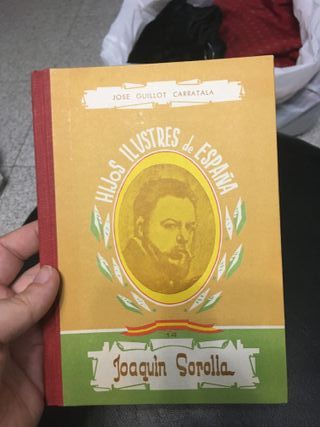 JOSE GUILLOT CARRATALA
HIJOS ILUSTRES de ESPAÑA
Joaquin Sorolla